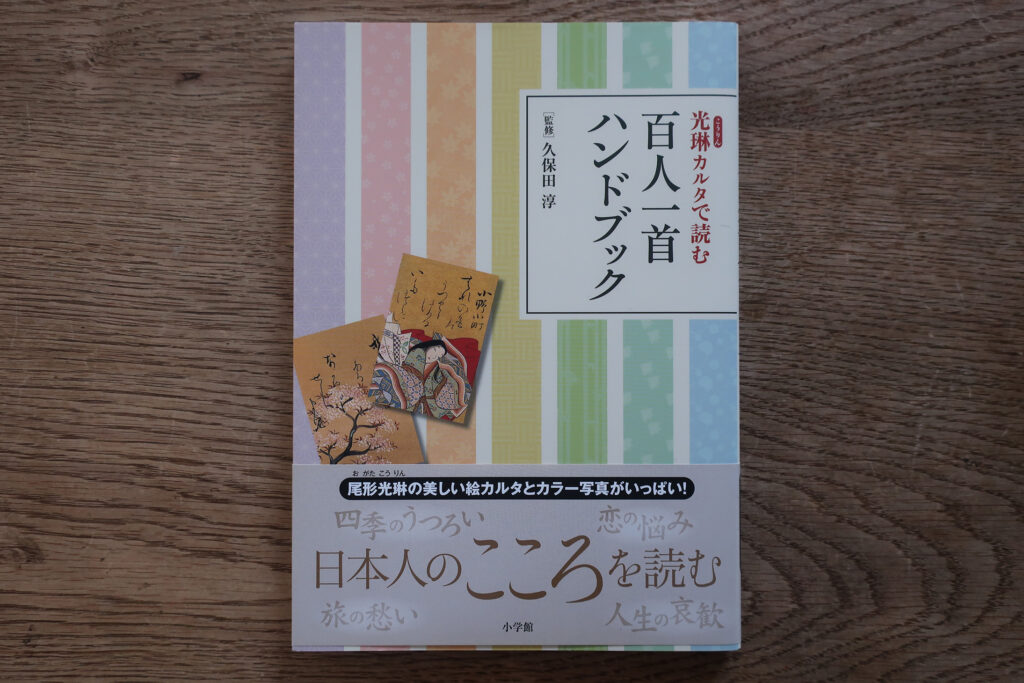 光琳カルタで読む
こうりん
百人一首
ハンドブック
［監修］久保田 淳
小野小町
お がた こう りん
尾形光琳の美しい絵カルタとカラー写真がいっぱい！
四季のうつろい
恋の悩み
日本人のこころを読む
旅の愁い
人生の哀歓
小学館